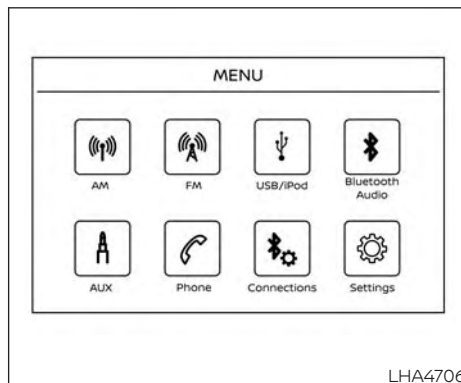 MENU
AM
FM
USB/iPod
Bluetooth
Audio
AUX
Phone
Connections
Settings
LHA4706